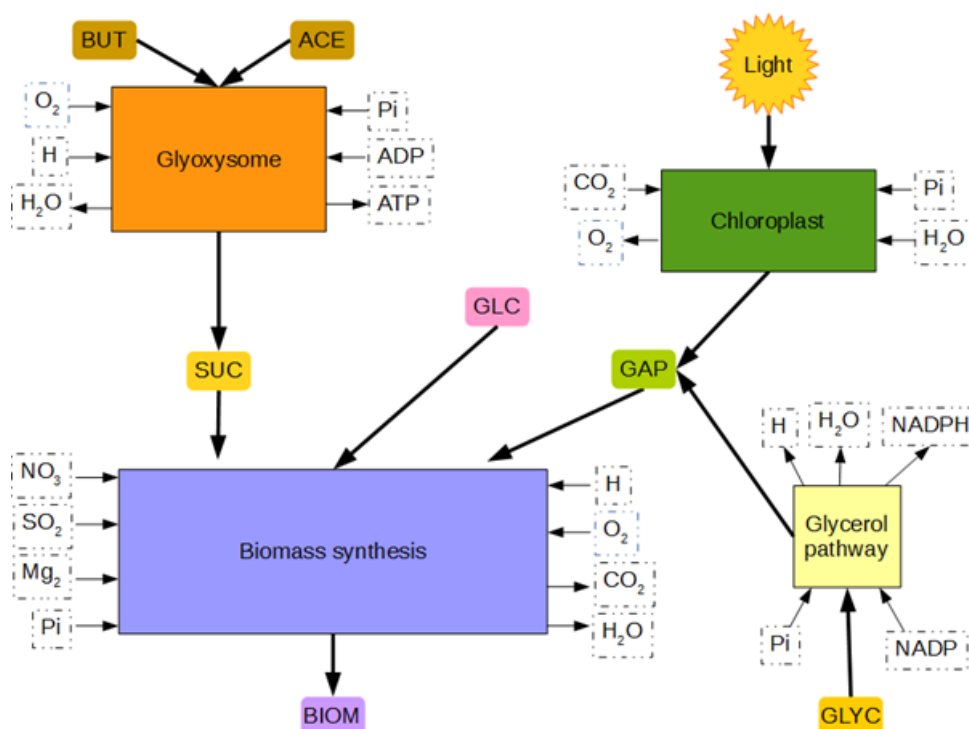 BUT
ACE
Light
O₂
Pi
H
Glyoxysome
ADP
H₂O
ATP
CO₂
Pi
Chloroplast
O₂
H₂O
GLC
SUC
GAP
H
H₂O
NADPH
NO₃
H
SO₂
O₂
Biomass synthesis
Glycerol
pathway
Mg₂
CO₂
Pi
H₂O
Pi
NADP
BIOM
GLYC